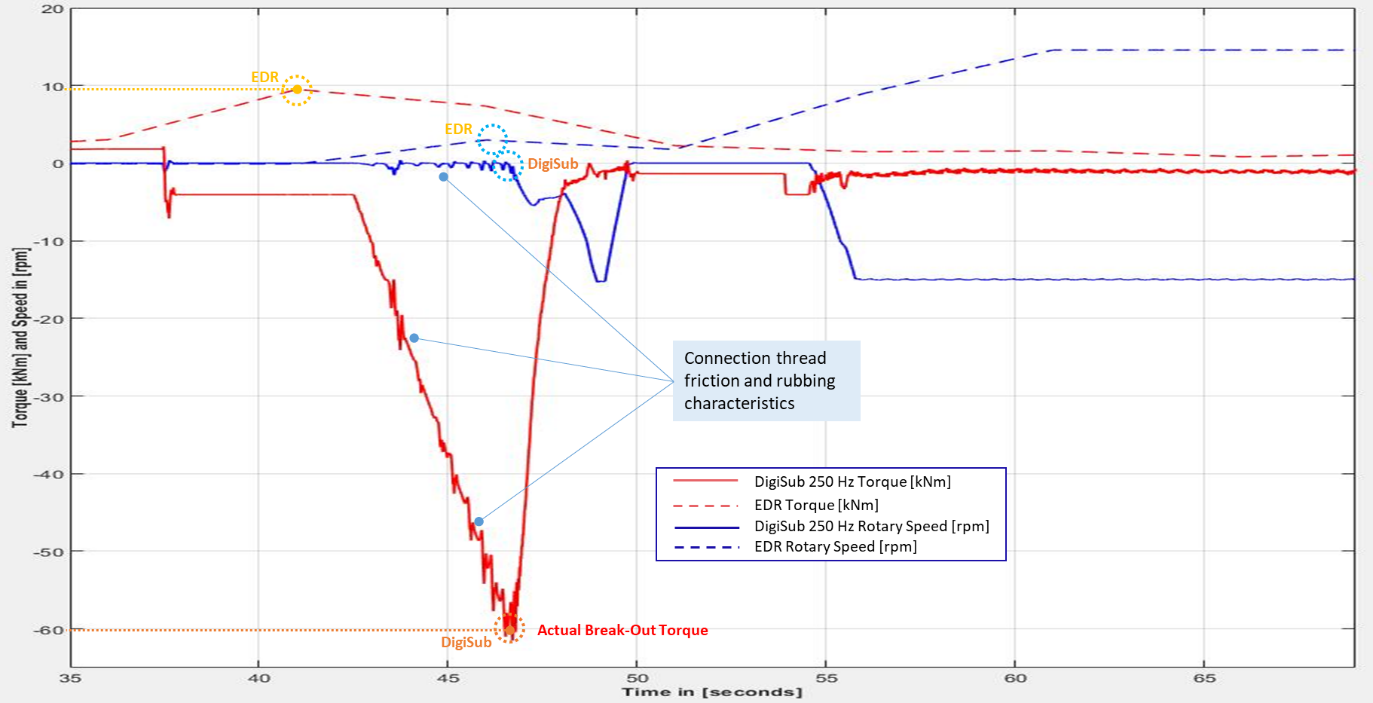 20
10
0
-10
-20
-30
-40
-50
-60
Torque [kNm] and Speed in [rpm]
EDR
EDR
DigiSub
Connection thread
friction and rubbing
characteristics
DigiSub 250 Hz Torque [kNm]
EDR Torque [kNm]
DigiSub 250 Hz Rotary Speed [rpm]
EDR Rotary Speed [rpm]
Actual Break-Out Torque
DigiSub
35
40
45
50
55
60
65
Time in [seconds]